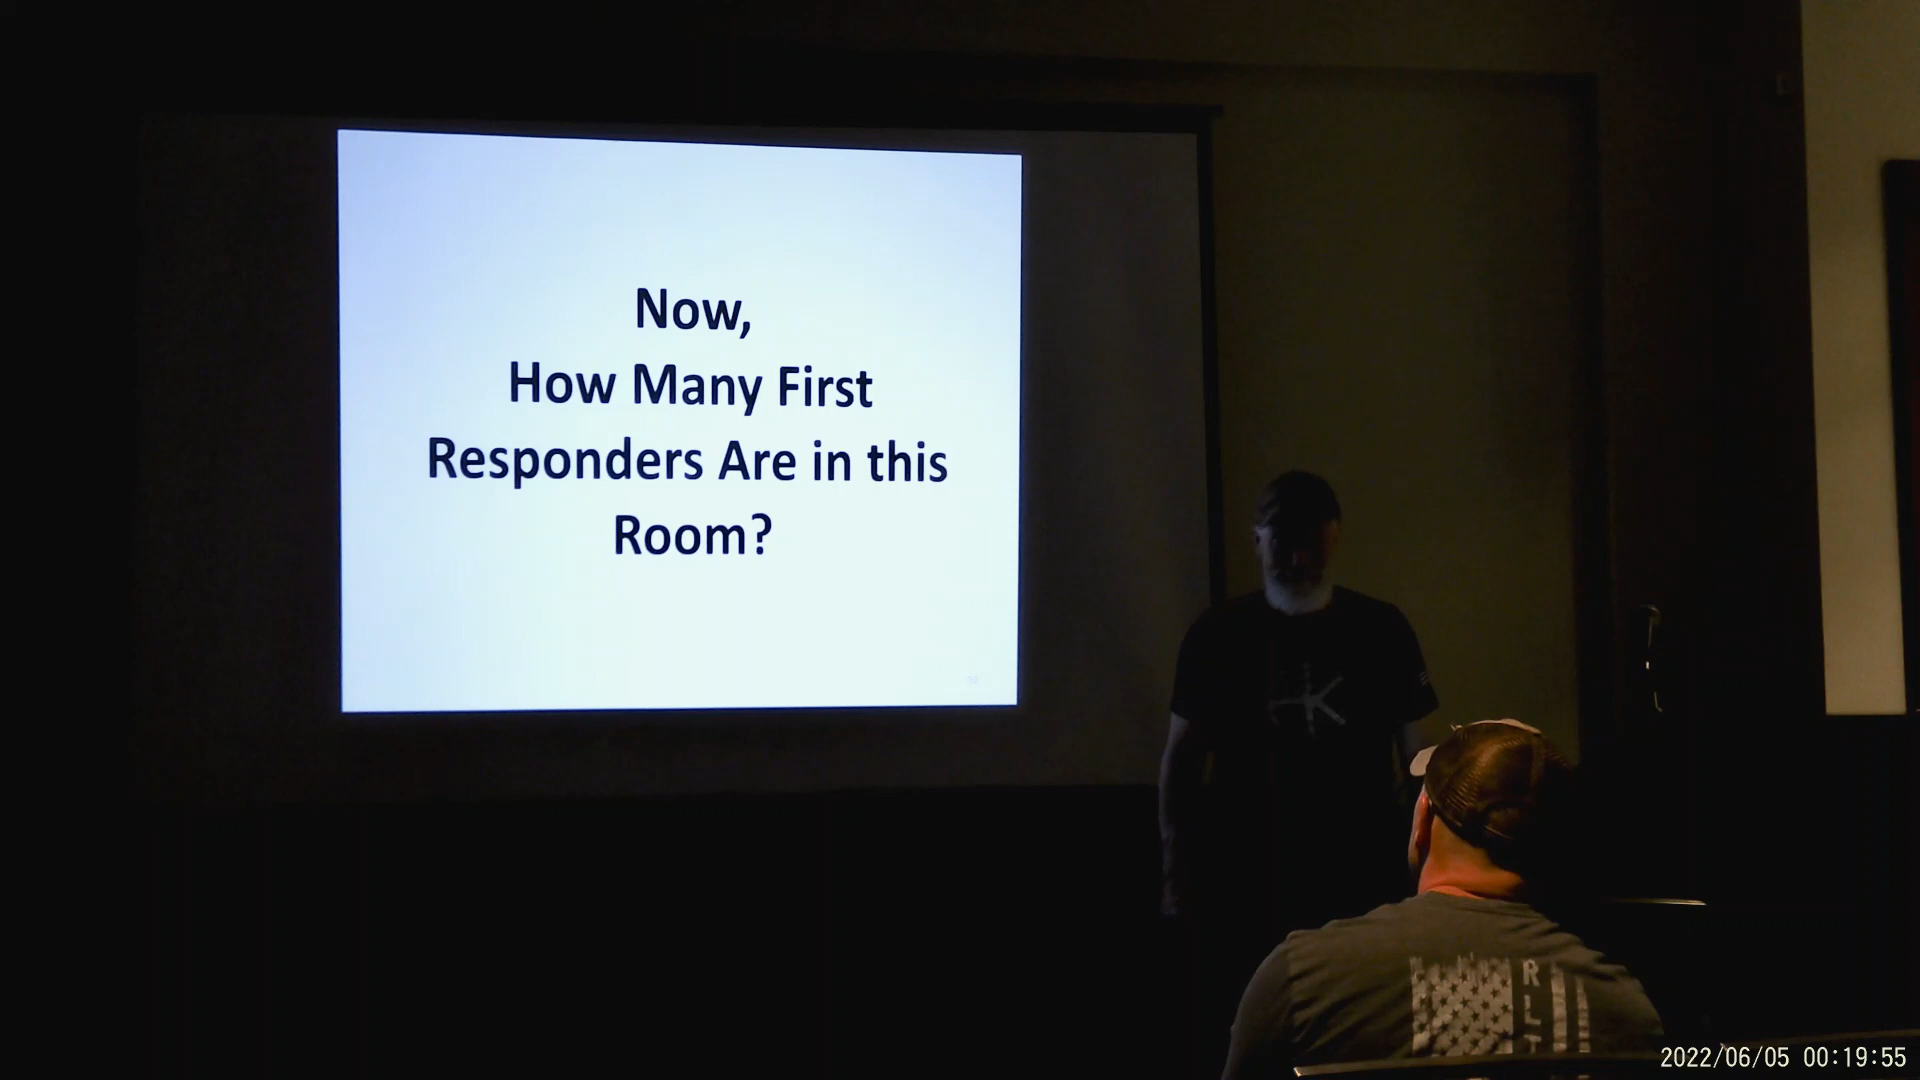 Now,
How Many First
Responders Are in this
Room?
K
R
L
T
2022/06/05 00:19:55